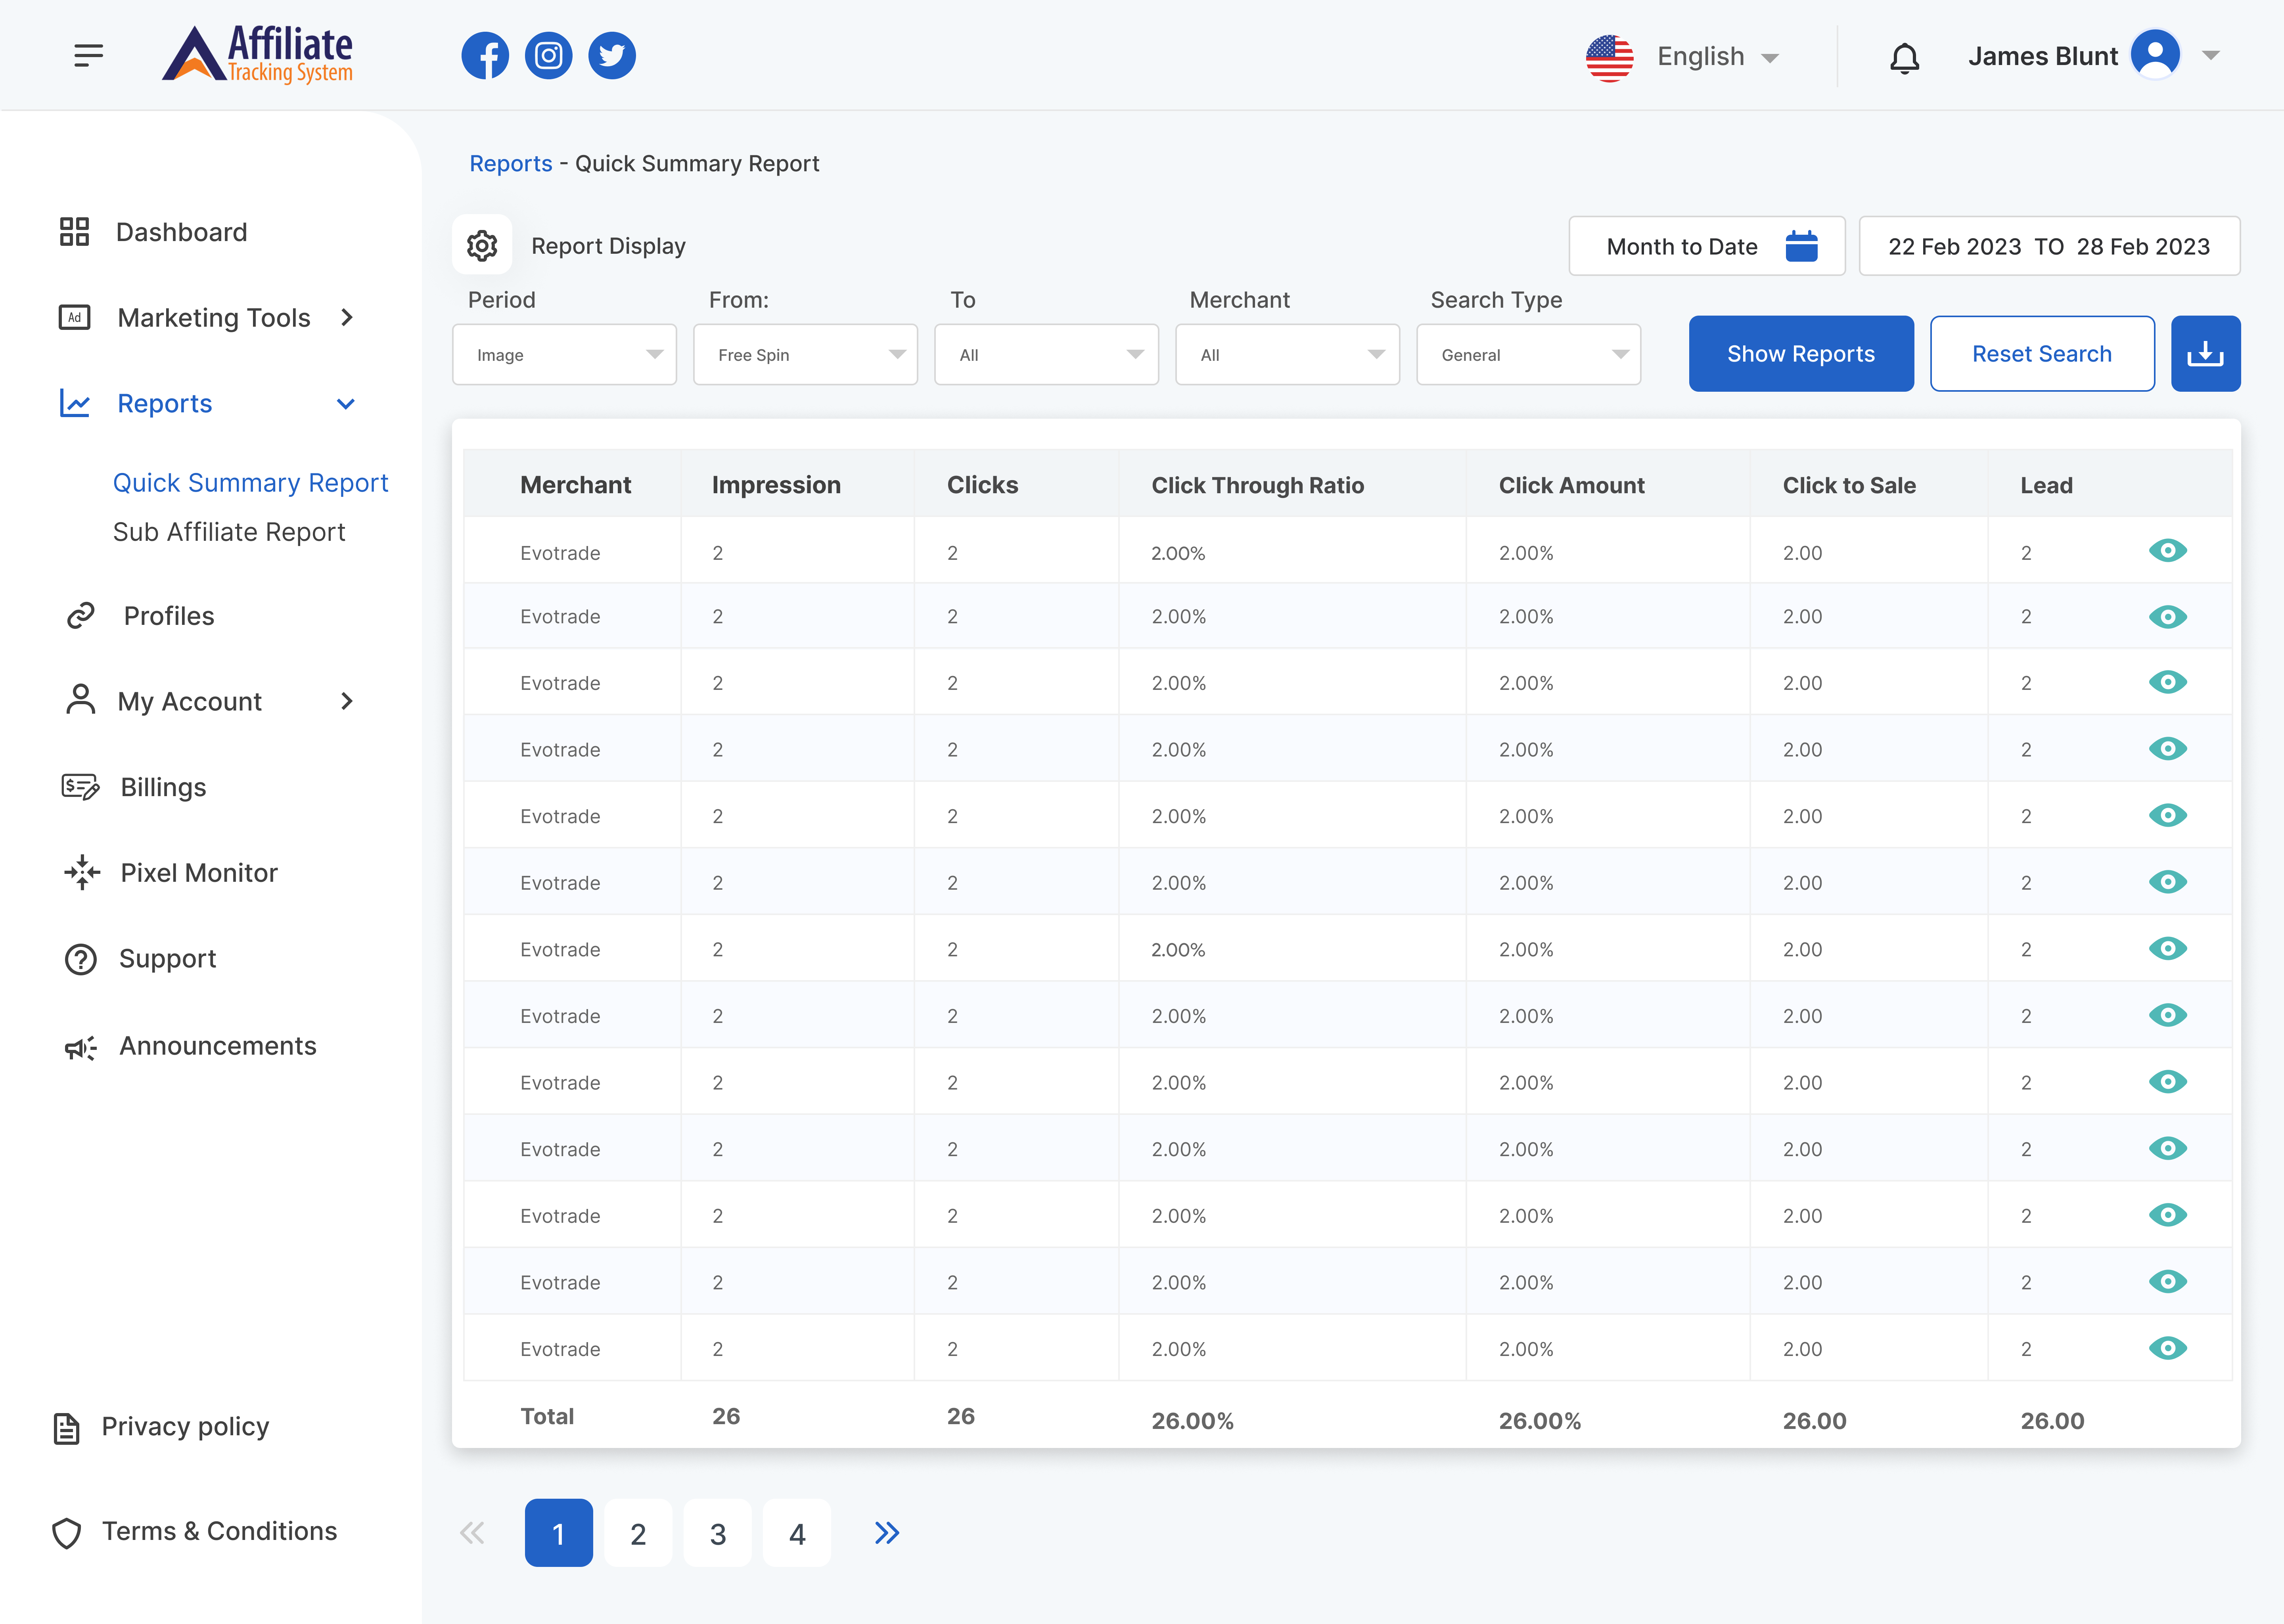 Affiliate
Tracking System
English
James Blunt
Reports - Quick Summary Report
Dashboard
Ad
Marketing Tools
Reports
Quick Summary Report
Sub Affiliate Report
Profiles
My Account
Billings
Pixel Monitor
Support
Announcements
Privacy policy
Terms & Conditions
Report Display
Month to Date
22 Feb 2023 TO 28 Feb 2023
Period From: To Merchant Search Type
Image Free Spin All All General
Show Reports Reset Search
Merchant Impression Clicks Click Through Ratio Click Amount Click to Sale Lead
Evotrade 2 2 2.00% 2.00% 2.00 2
Evotrade 2 2 2.00% 2.00% 2.00 2
Evotrade 2 2 2.00% 2.00% 2.00 2
Evotrade 2 2 2.00% 2.00% 2.00 2
Evotrade 2 2 2.00% 2.00% 2.00 2
Evotrade 2 2 2.00% 2.00% 2.00 2
Evotrade 2 2 2.00% 2.00% 2.00 2
Evotrade 2 2 2.00% 2.00% 2.00 2
Evotrade 2 2 2.00% 2.00% 2.00 2
Evotrade 2 2 2.00% 2.00% 2.00 2
Evotrade 2 2 2.00% 2.00% 2.00 2
Evotrade 2 2 2.00% 2.00% 2.00 2
Evotrade 2 2 2.00% 2.00% 2.00 2
Total 26 26 26.00% 26.00% 26.00 26.00
1 2 3 4